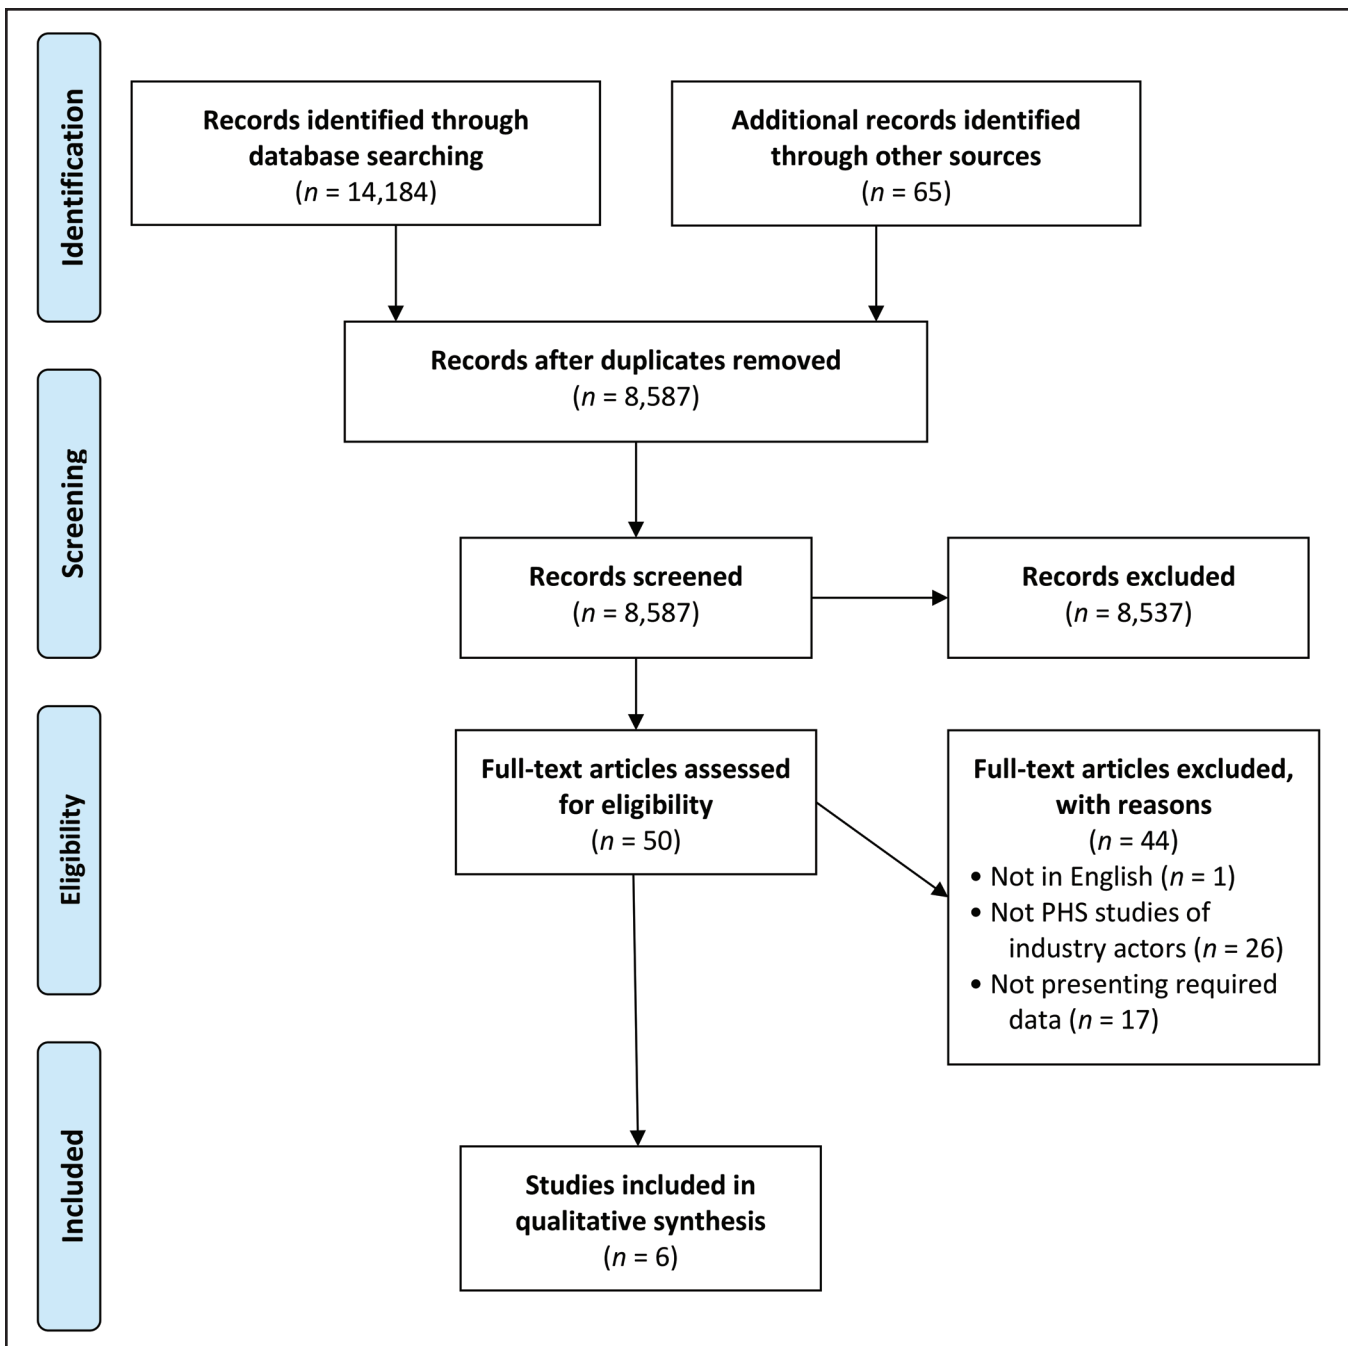 Identification
Records identified through
database searching
(n = 14,184)
Additional records identified
through other sources
(n = 65)
Records after duplicates removed
(n = 8,587)
Screening
Records screened
(n = 8,587)
Records excluded
(n = 8,537)
Eligibility
Full-text articles assessed
for eligibility
(n = 50)
Full-text articles excluded,
with reasons
(n = 44)
• Not in English (n = 1)
• Not PHS studies of
industry actors (n = 26)
• Not presenting required
data (n = 17)
Included
Studies included in
qualitative synthesis
(n = 6)